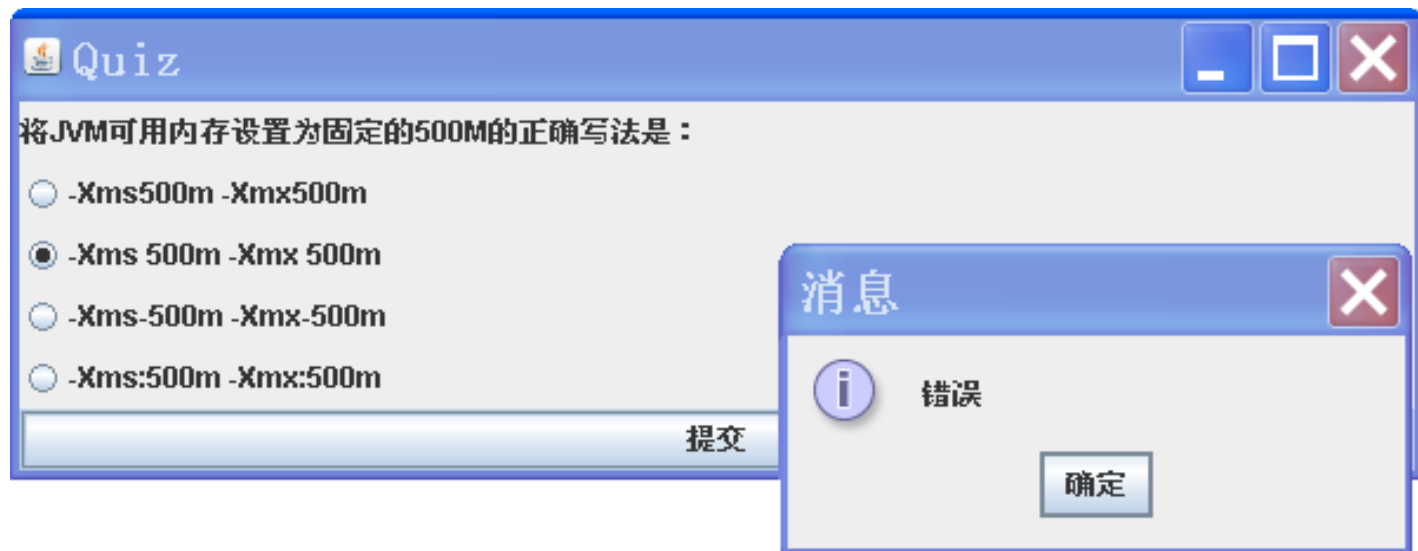 Quiz
将JVM可用内存设置为固定的500M的正确写法是：
-Xms500m -Xmx500m
-Xms 500m -Xmx 500m
-Xms-500m -Xmx-500m
-Xms:500m -Xmx:500m
提交
消息
错误
确定